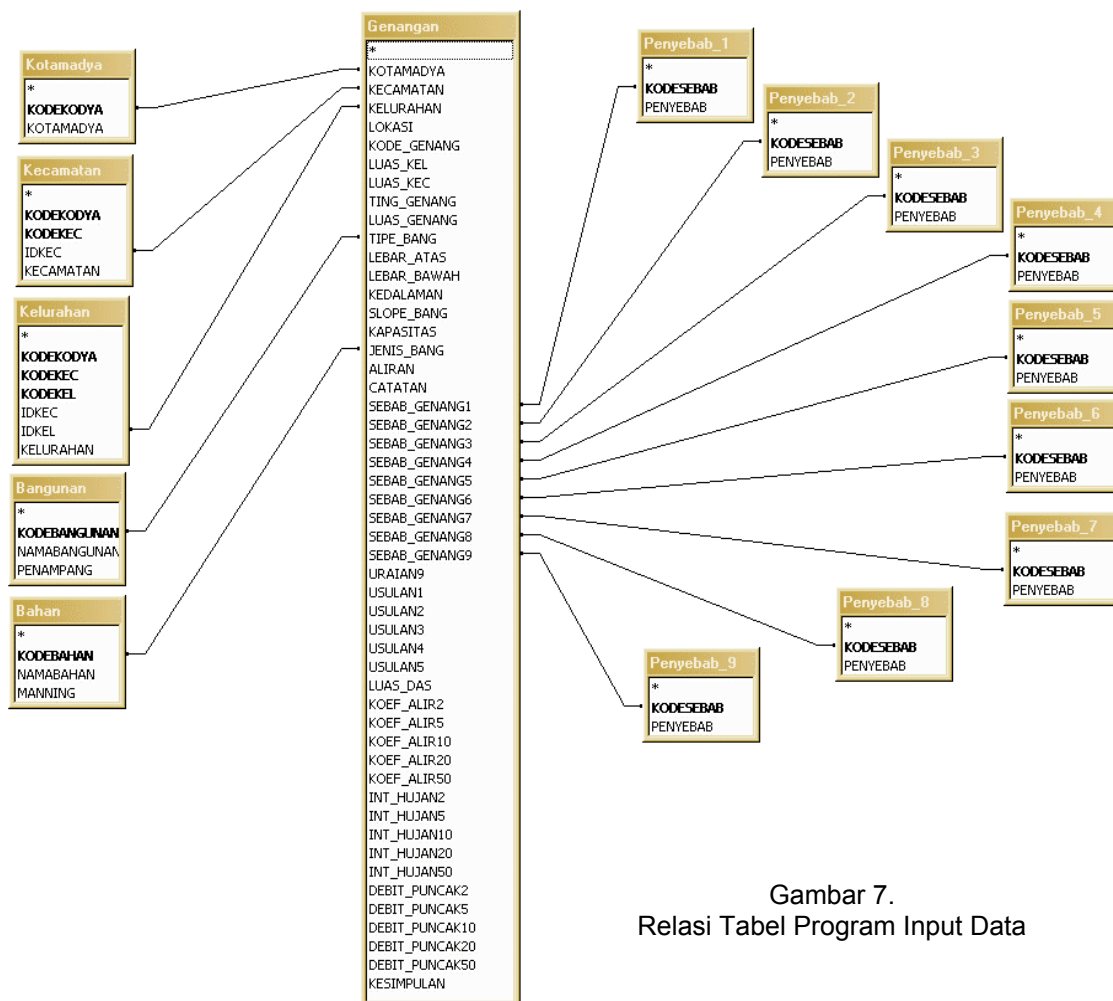 Kotamadya
*
KODEKODYA
KOTAMADYA
Kecamatan
*
KODEKODYA
KODEKEC
IDKEC
KECAMATAN
Kelurahan
*
KODEKODYA
KODEKEC
KODEKEL
IDKEC
IDKEL
KELURAHAN
Bangunan
*
KODEBANGUNAN
NAMABANGUNAN
PENAMPANG
Bahan
*
KODEBAHAN
NAMABAHAN
MANNING
Genangan
*
KOTAMADYA
KECAMATAN
KELURAHAN
LOKASI
KODE_GENANG
LUAS_KEL
LUAS_KEC
TING_GENANG
LUAS_GENANG
TIPE_BANG
LEBAR_ATAS
LEBAR_BAWAH
KEDALAMAN
SLOPE_BANG
KAPASITAS
JENIS_BANG
ALIRAN
CATATAN
SEBAB_GENANG1
SEBAB_GENANG2
SEBAB_GENANG3
SEBAB_GENANG4
SEBAB_GENANG5
SEBAB_GENANG6
SEBAB_GENANG7
SEBAB_GENANG8
SEBAB_GENANG9
URAIAN9
USULAN1
USULAN2
USULAN3
USULAN4
USULAN5
LUAS_DAS
KOEF_ALIR2
KOEF_ALIR5
KOEF_ALIR10
KOEF_ALIR20
KOEF_ALIR50
INT_HUJAN2
INT_HUJAN5
INT_HUJAN10
INT_HUJAN20
INT_HUJAN50
DEBIT_PUNCAK2
DEBIT_PUNCAK5
DEBIT_PUNCAK10
DEBIT_PUNCAK20
DEBIT_PUNCAK50
KESIMPULAN
Penyebab_1
*
KODESEBAB
PENYEBAB
Penyebab_2
*
KODESEBAB
PENYEBAB
Penyebab_3
*
KODESEBAB
PENYEBAB
Penyebab_4
*
KODESEBAB
PENYEBAB
Penyebab_5
*
KODESEBAB
PENYEBAB
Penyebab_6
*
KODESEBAB
PENYEBAB
Penyebab_7
*
KODESEBAB
PENYEBAB
Penyebab_8
*
KODESEBAB
PENYEBAB
Penyebab_9
*
KODESEBAB
PENYEBAB
Gambar 7.
Relasi Tabel Program Input Data